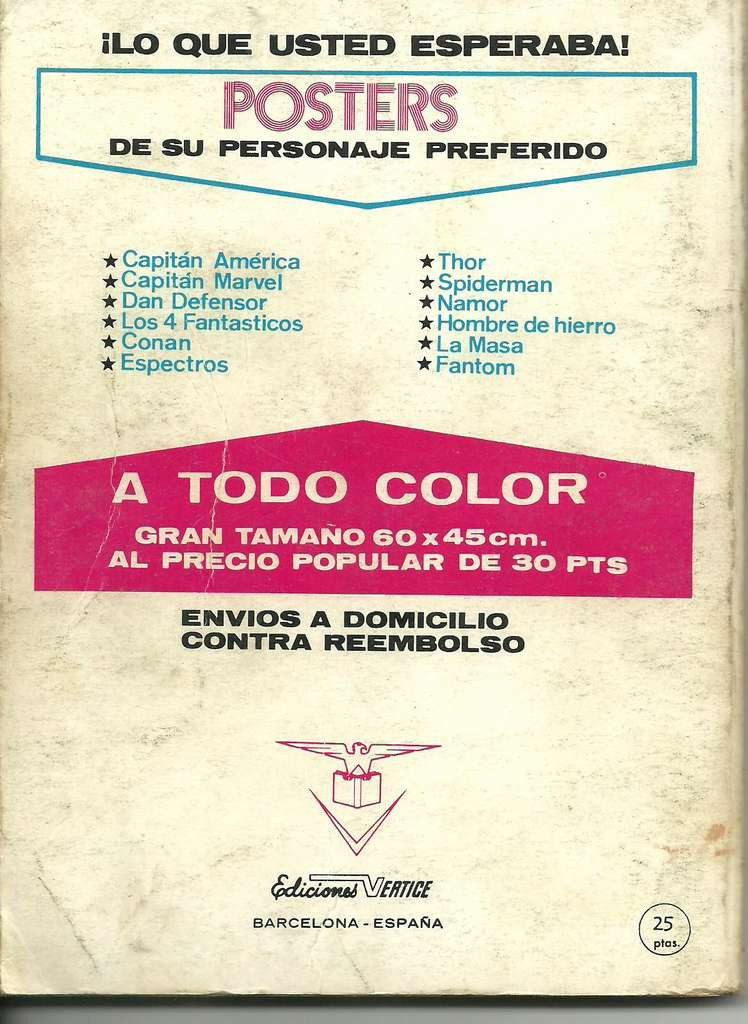 ¡LO QUE USTED ESPERABA!
POSTERS
DE SU PERSONAJE PREFERIDO
★ Capitán América
★ Capitán Marvel
★ Dan Defensor
★ Los 4 Fantasticos
★ Conan
★ Espectros
★ Thor
★ Spiderman
★ Namor
★ Hombre de hierro
★ La Masa
★ Fantom
A TODO COLOR
GRAN TAMAÑO 60 x 45cm.
AL PRECIO POPULAR DE 30 PTS
ENVIOS A DOMICILIO
CONTRA REEMBOLSO
Ediciones VERTICE
BARCELONA - ESPAÑA
25
ptas.